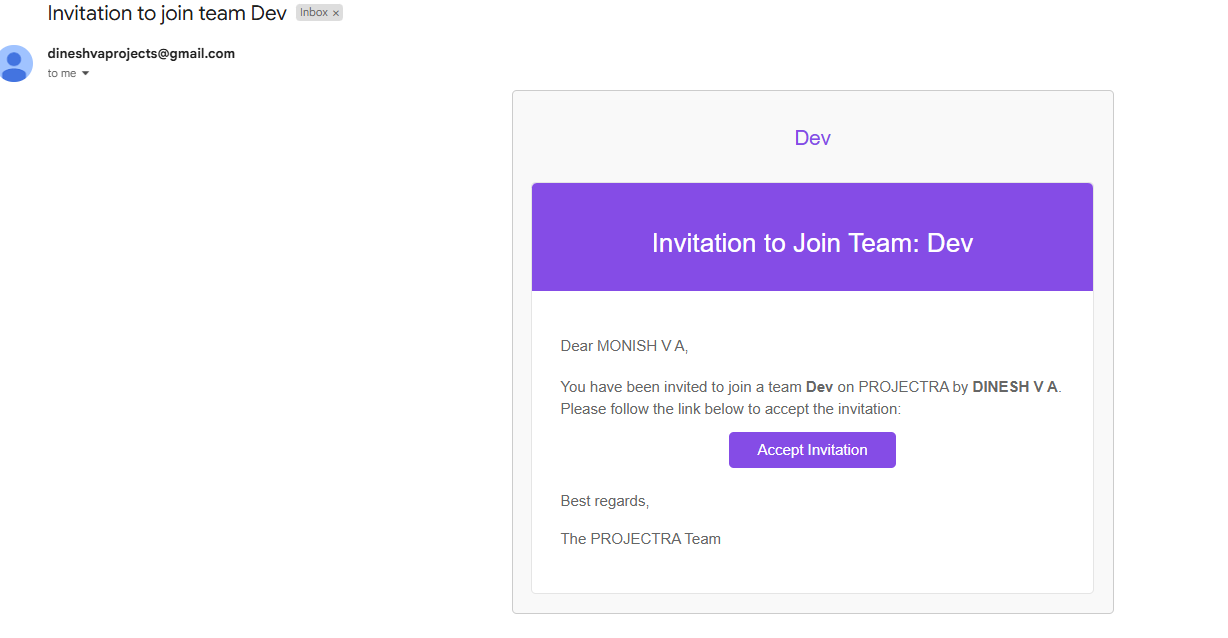 Invitation to join team Dev Inbox ×
dineshvaprojects@gmail.com
to me
Dev
Invitation to Join Team: Dev
Dear MONISH V A,
You have been invited to join a team Dev on PROJECTRA by DINESH V A.
Please follow the link below to accept the invitation:
Accept Invitation
Best regards,
The PROJECTRA Team